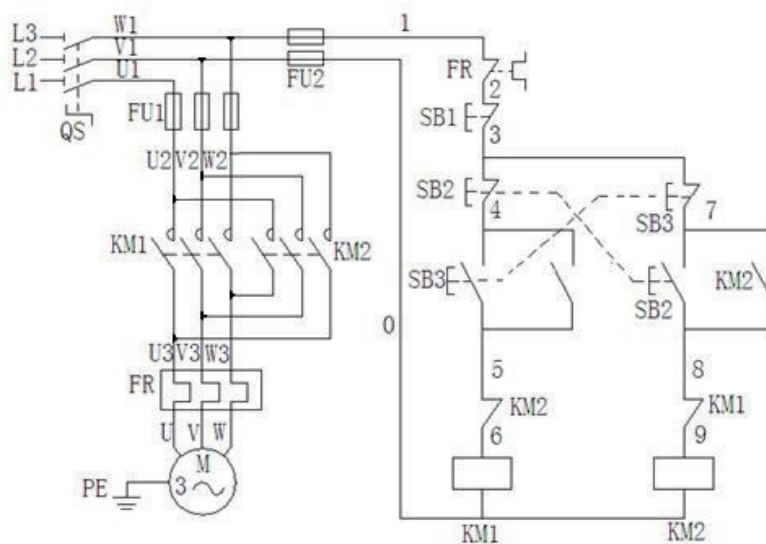 L3 W1 1
L2 V1
L1 U1 FU2 FR
2
QS FU1 SB1
3
U2 V2 W2
SB2 4 7
SB3
KM1 KM2
SB3 SB2 KM2
0
U3 V3 W3
FR 5 8
KM2 KM1
6 9
U V W
M
PE 3
KM1 KM2